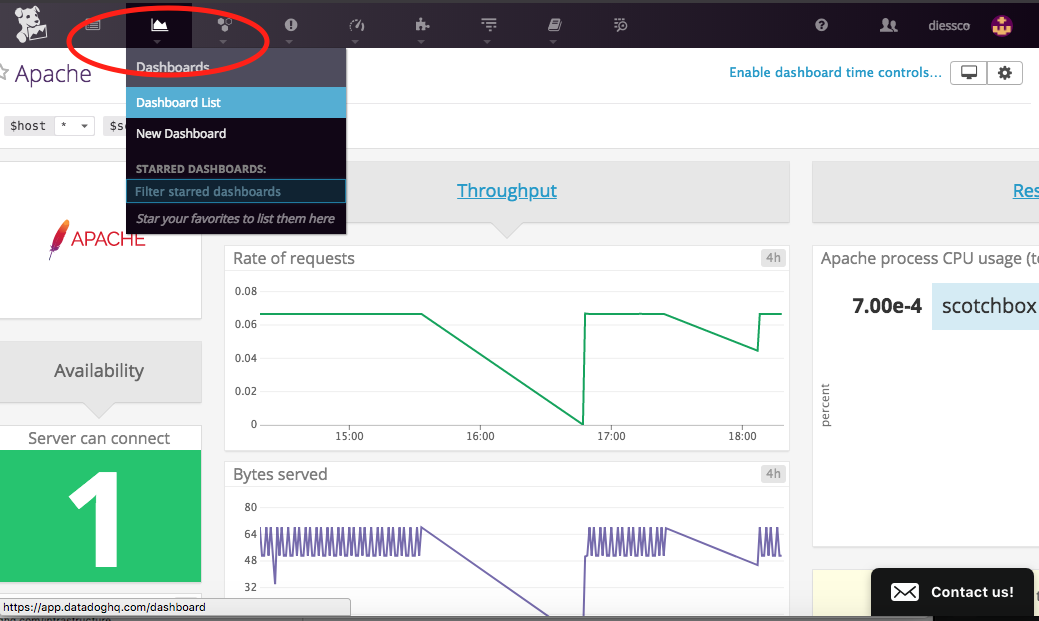 diessco
Dashboards
Apache
Enable dashboard time controls...
Dashboard List
$host * 
New Dashboard
STARRED DASHBOARDS:
Filter starred dashboards
Star your favorites to list them here
Throughput
APACHE
Rate of requests 4h
Apache process CPU usage
0.08
0.06
0.04
0.02
0
15:00 16:00 17:00 18:00
7.00e-4 scotchbox
percent
Availability
Server can connect
1
Bytes served 4h
80
64
48
32
Contact us!
https://app.datadoghq.com/dashboard